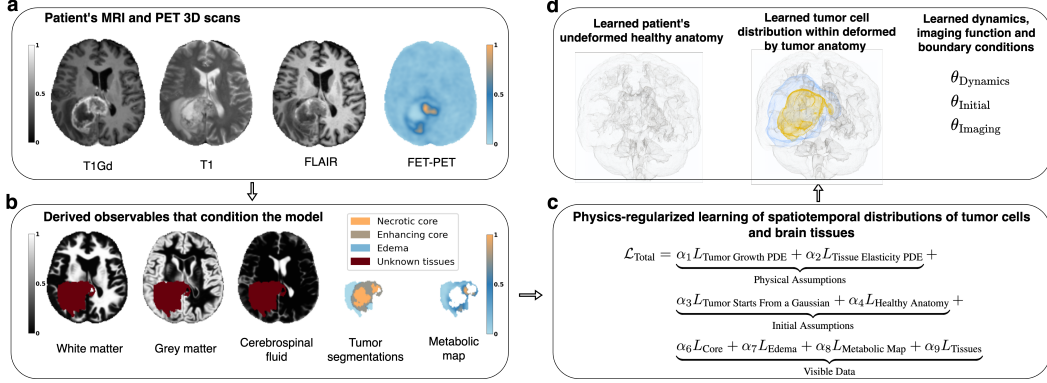 a
Patient's MRI and PET 3D scans
1
0.5
0
1
0.5
0
T1Gd
T1
FLAIR
FET-PET
b
Derived observables that condition the model
Necrotic core
Enhancing core
Edema
Unknown tissues
1
0.5
0
1
0.5
0
White matter
Grey matter
Cerebrospinal
fluid
Tumor
segmentations
Metabolic
map
d
Learned patient's
undeformed healthy anatomy
Learned tumor cell
distribution within deformed
by tumor anatomy
Learned dynamics,
imaging function and
boundary conditions
θ_Dynamics
θ_Initial
θ_Imaging
c
Physics-regularized learning of spatiotemporal distributions of tumor cells
and brain tissues
ℒ_Total = α₁L_Tumor Growth PDE + α₂L_Tissue Elasticity PDE +
Physical Assumptions
α₃L_Tumor Starts From a Gaussian + α₄L_Healthy Anatomy +
Initial Assumptions
α₆L_Core + α₇L_Edema + α₈L_Metabolic Map + α₉L_Tissues
Visible Data